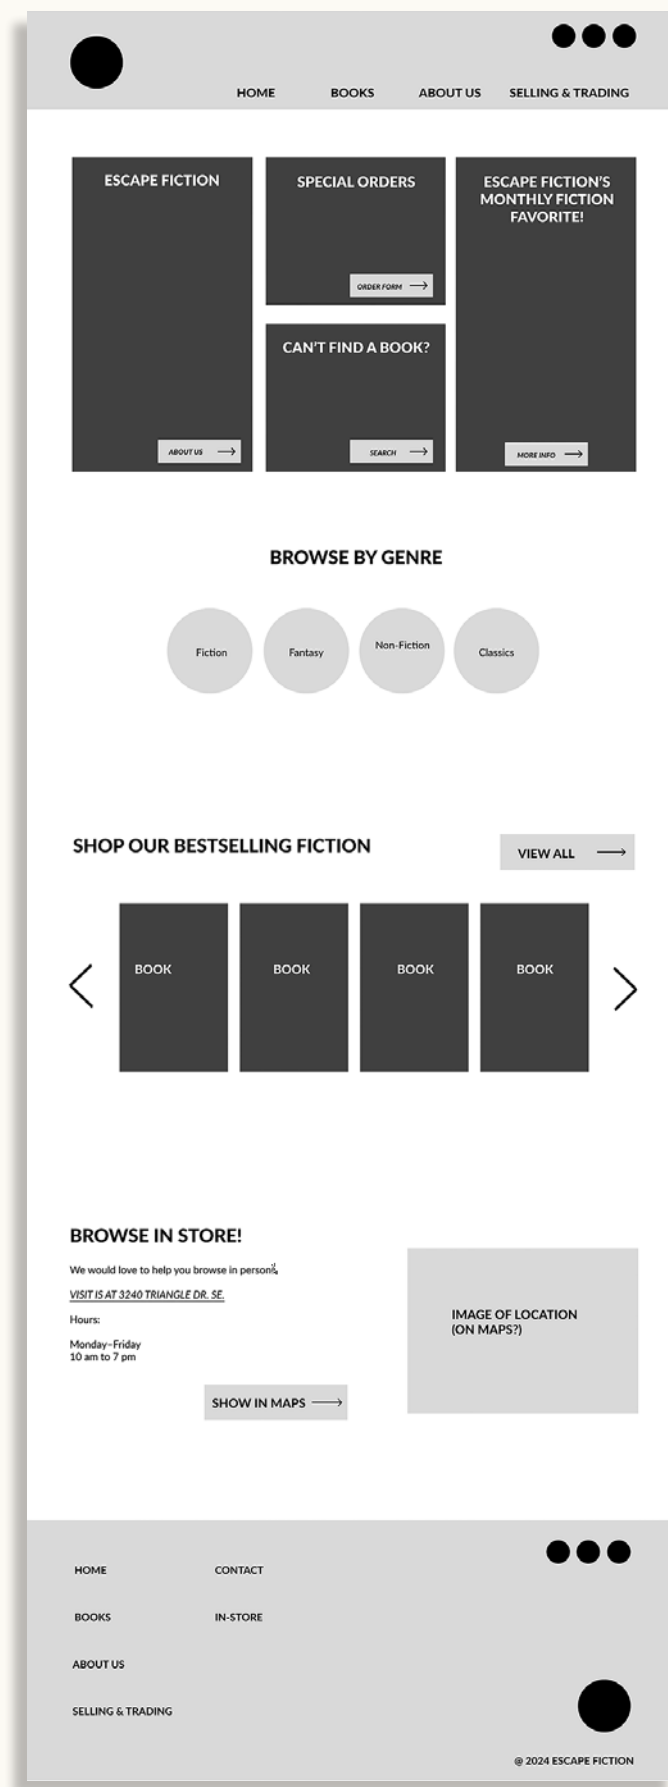 HOME BOOKS ABOUT US SELLING & TRADING
ESCAPE FICTION
ABOUT US
SPECIAL ORDERS
ORDER FORM
CAN'T FIND A BOOK?
SEARCH
ESCAPE FICTION'S
MONTHLY FICTION
FAVORITE!
MORE INFO
BROWSE BY GENRE
Fiction Fantasy Non-Fiction Classics
SHOP OUR BESTSELLING FICTION
VIEW ALL
BOOK BOOK BOOK BOOK
BROWSE IN STORE!
We would love to help you browse in person!
VISIT IS AT 3240 TRIANGLE DR. SE.
Hours:
Monday–Friday
10 am to 7 pm
SHOW IN MAPS
IMAGE OF LOCATION
(ON MAPS?)
HOME
BOOKS
ABOUT US
SELLING & TRADING
CONTACT
IN-STORE
@ 2024 ESCAPE FICTION